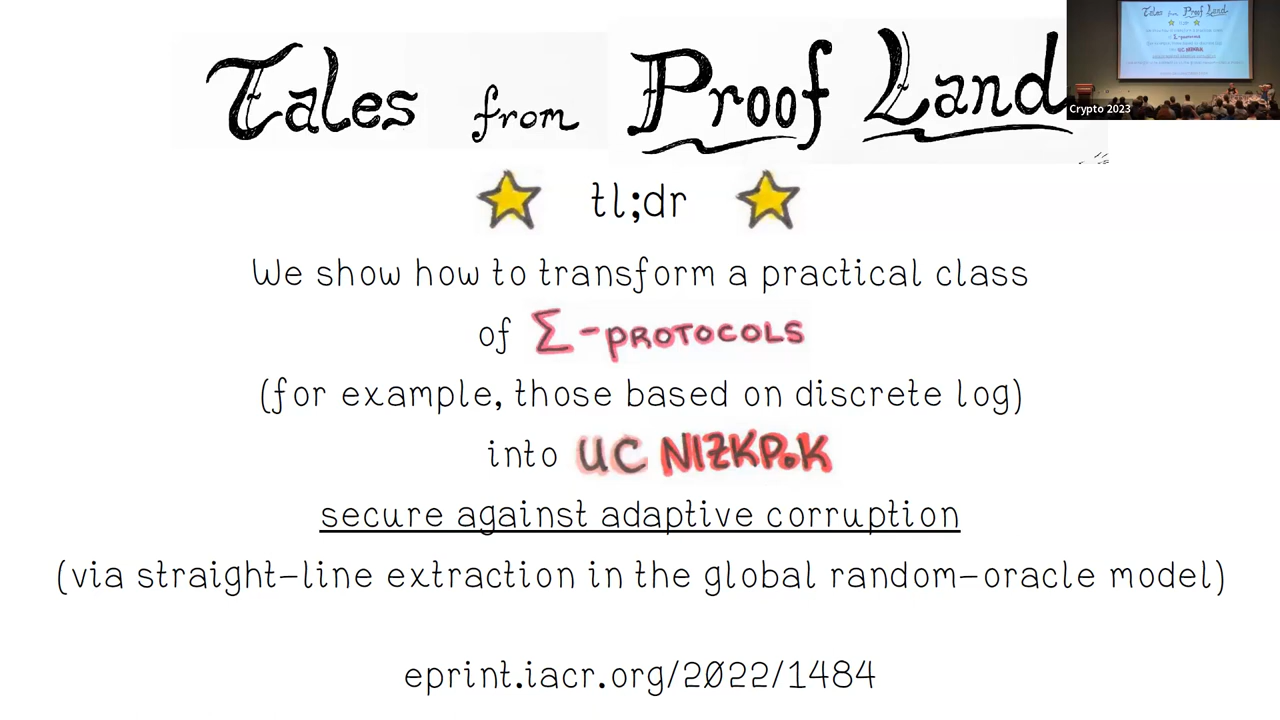 Tales from Proof Land
Crypto 2023
tl;dr
We show how to transform a practical class
of Σ-PROTOCOLS
(for example, those based on discrete log)
into UC NIZKPoK
secure against adaptive corruption
(via straight-line extraction in the global random-oracle model)
eprint.iacr.org/2022/1484